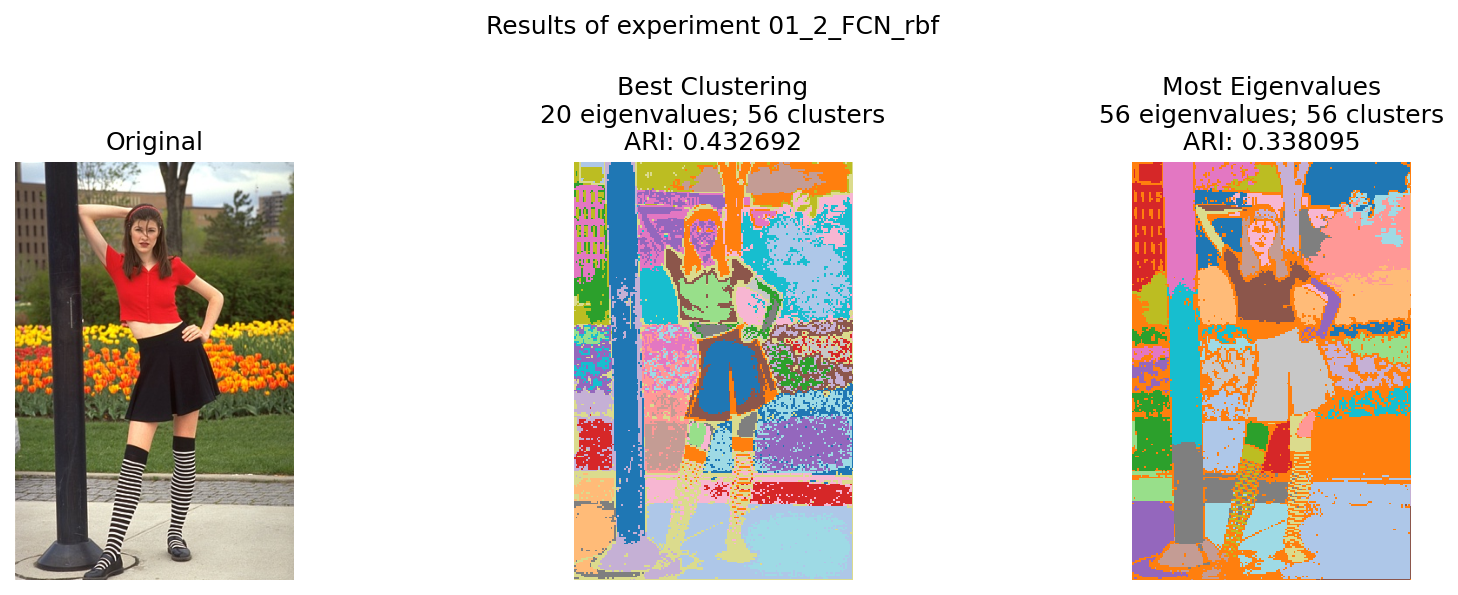 Results of experiment 01_2_FCN_rbf
Original
Best Clustering
20 eigenvalues; 56 clusters
ARI: 0.432692
Most Eigenvalues
56 eigenvalues; 56 clusters
ARI: 0.338095